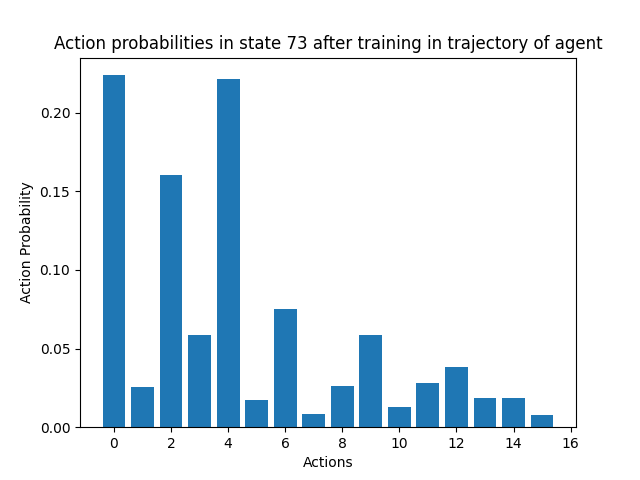 Action probabilities in state 73 after training in trajectory of agent
0.20
0.15
0.10
0.05
0.00
Action Probability
0 2 4 6 8 10 12 14 16
Actions